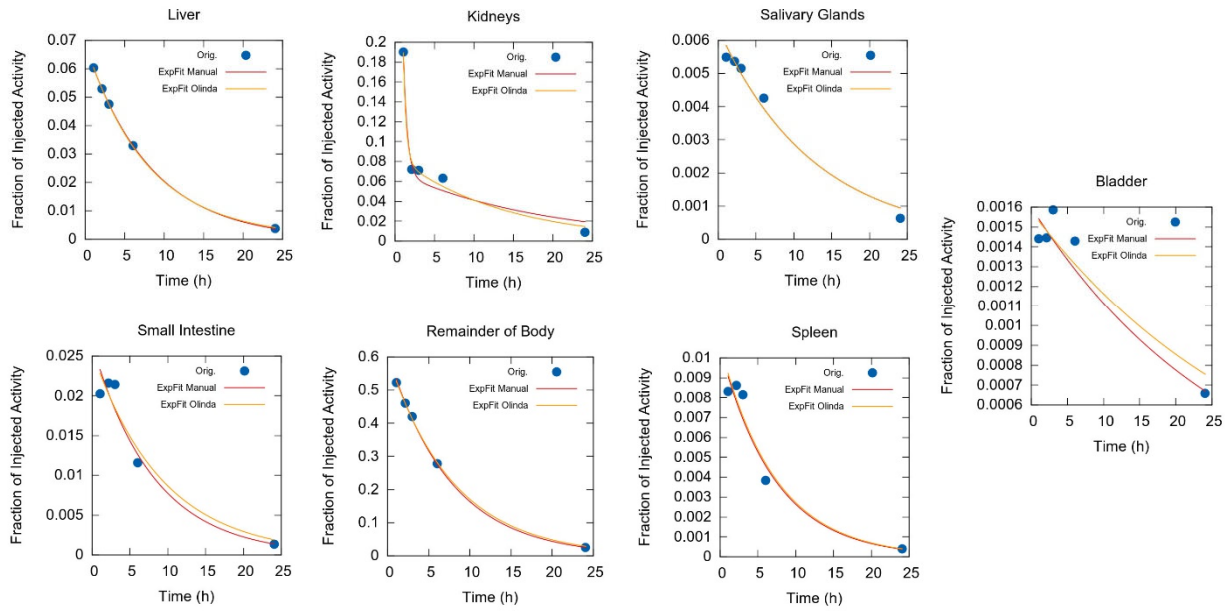 Liver
Fraction of Injected Activity
0.07
0.06
0.05
0.04
0.03
0.02
0.01
0
Orig.
ExpFit Manual
ExpFit Olinda
0 5 10 15 20 25
Time (h)
Kidneys
Fraction of Injected Activity
0.2
0.18
0.16
0.14
0.12
0.1
0.08
0.06
0.04
0.02
0
Orig.
ExpFit Manual
ExpFit Olinda
0 5 10 15 20 25
Time (h)
Salivary Glands
Fraction of Injected Activity
0.006
0.005
0.004
0.003
0.002
0.001
0
Orig.
ExpFit Manual
ExpFit Olinda
0 5 10 15 20 25
Time (h)
Bladder
Fraction of Injected Activity
0.0016
0.0015
0.0014
0.0013
0.0012
0.0011
0.001
0.0009
0.0008
0.0007
0.0006
Orig.
ExpFit Manual
ExpFit Olinda
0 5 10 15 20 25
Time (h)
Small Intestine
Fraction of Injected Activity
0.025
0.02
0.015
0.01
0.005
0
Orig.
ExpFit Manual
ExpFit Olinda
0 5 10 15 20 25
Time (h)
Remainder of Body
Fraction of Injected Activity
0.6
0.5
0.4
0.3
0.2
0.1
0
Orig.
ExpFit Manual
ExpFit Olinda
0 5 10 15 20 25
Time (h)
Spleen
Fraction of Injected Activity
0.01
0.009
0.008
0.007
0.006
0.005
0.004
0.003
0.002
0.001
0
Orig.
ExpFit Manual
ExpFit Olinda
0 5 10 15 20 25
Time (h)